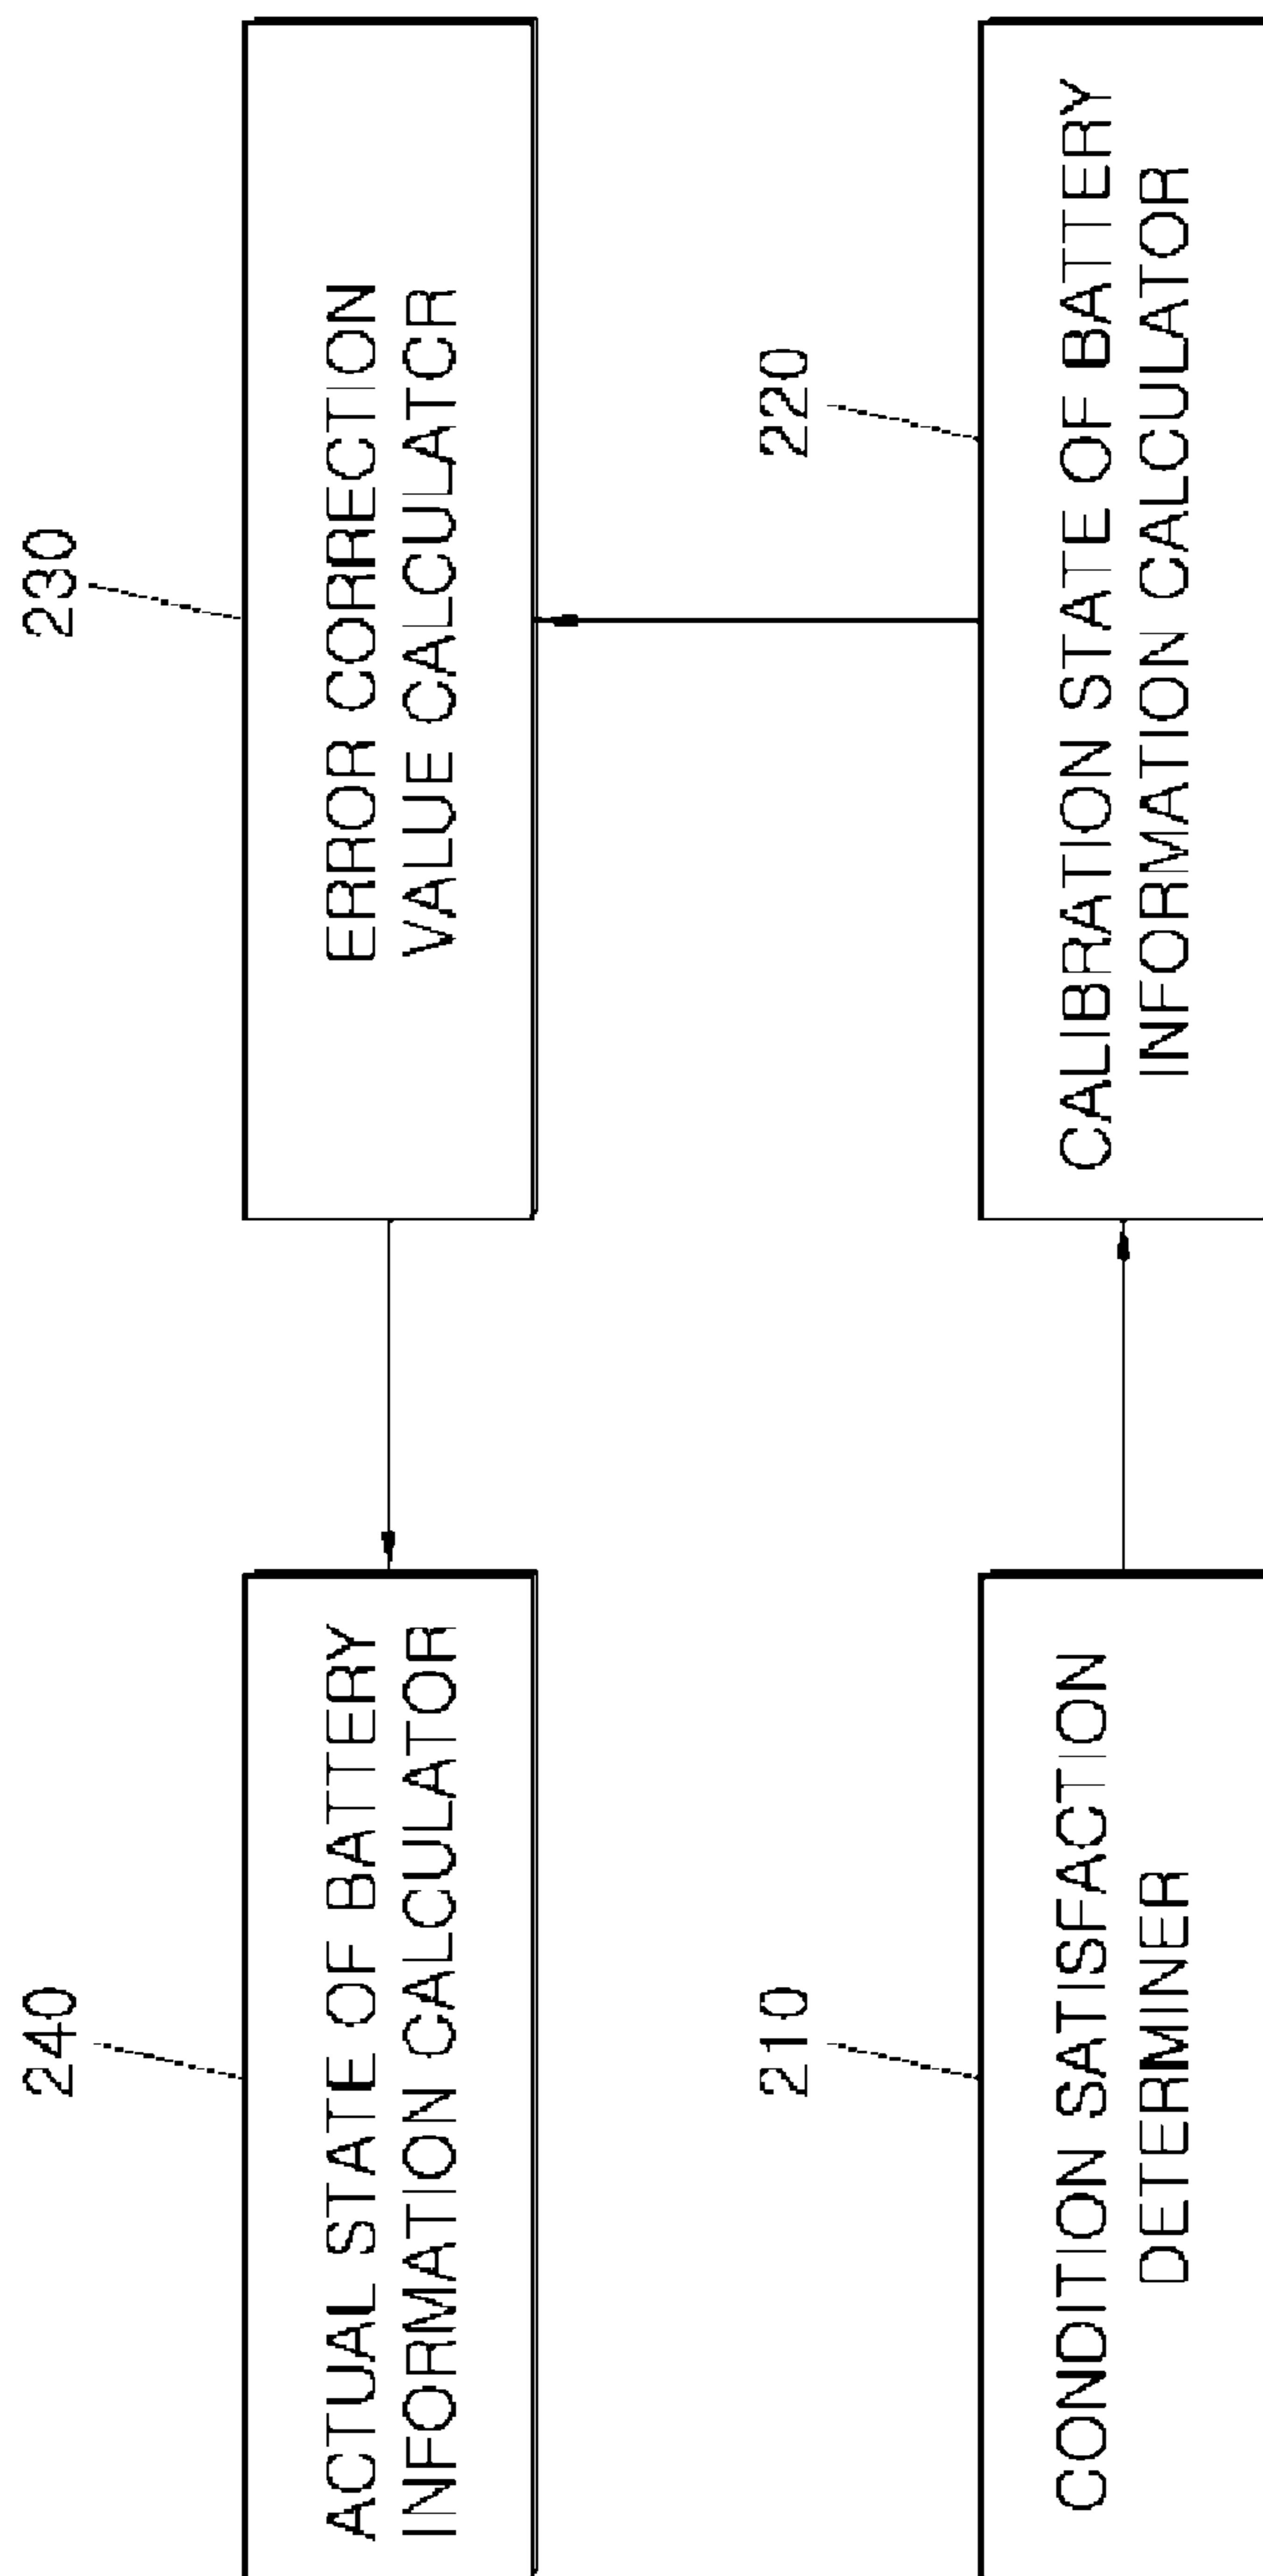 240
ACTUAL STATE OF BATTERY
INFORMATION CALCULATOR
230
ERROR CORRECTION
VALUE CALCULATCR
210
CONDITION SATISFACTION
DETERMINER
220
CALIBRATION STATE OF BATTERY
INFORMATION CALCULATOR